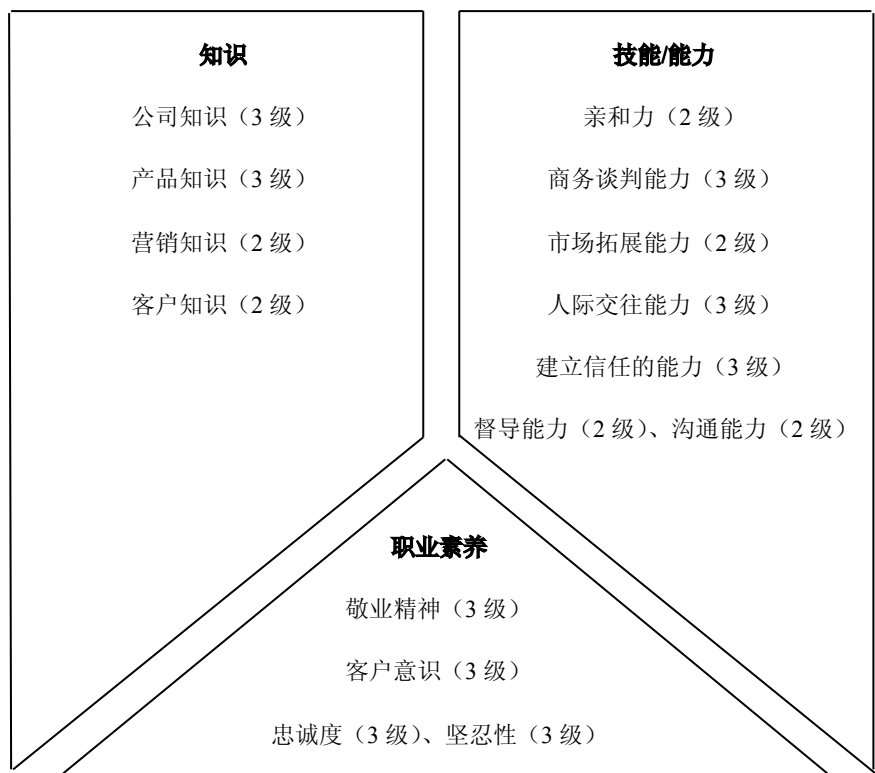 知识
公司知识（3 级）
产品知识（3 级）
营销知识（2 级）
客户知识（2 级）
技能/能力
亲和力（2 级）
商务谈判能力（3 级）
市场拓展能力（2 级）
人际交往能力（3 级）
建立信任的能力（3 级）
督导能力（2 级）、沟通能力（2 级）
职业素养
敬业精神（3 级）
客户意识（3 级）
忠诚度（3 级）、坚忍性（3 级）